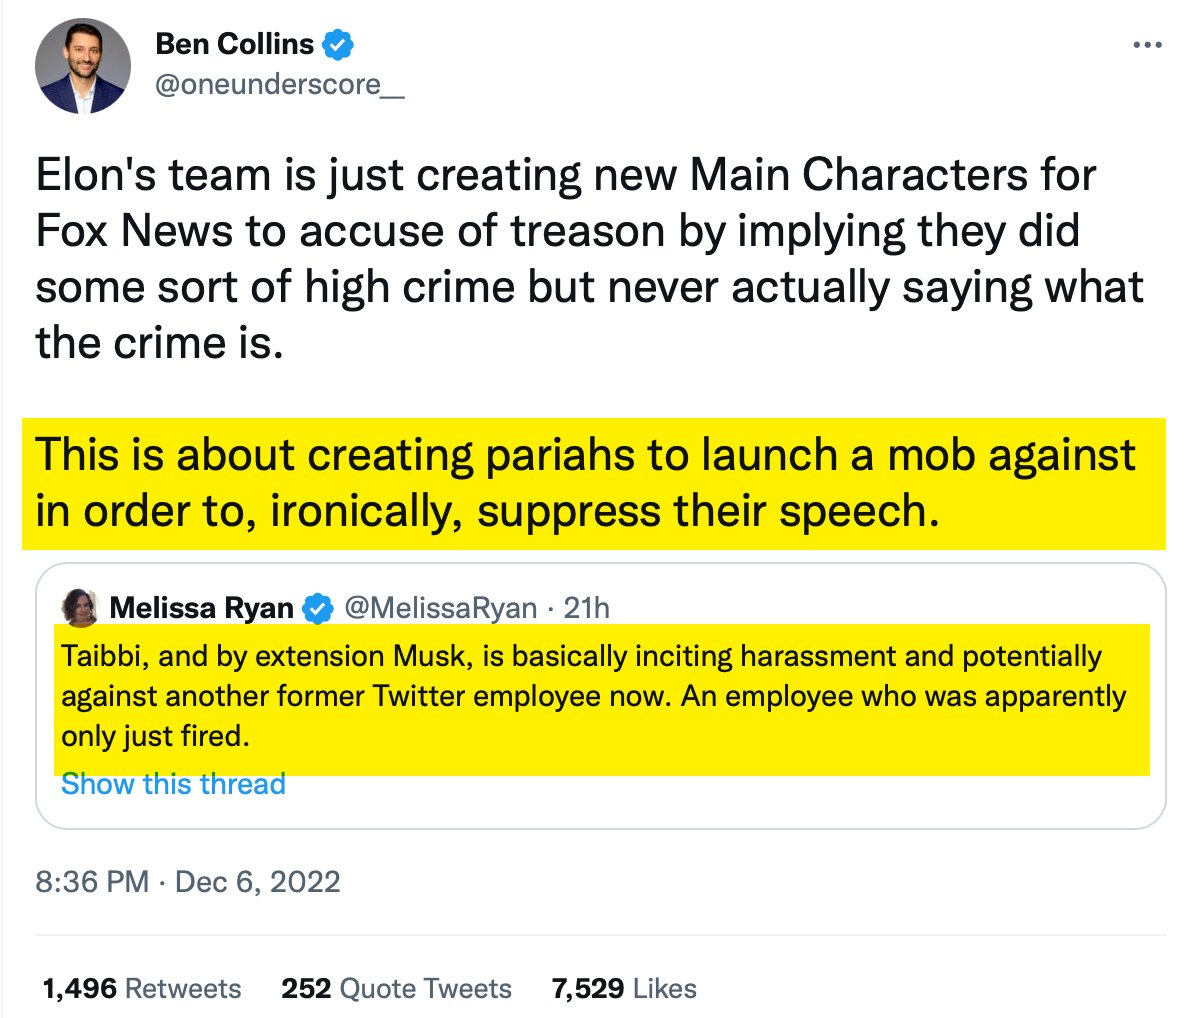 Ben Collins
@oneunderscore__
Elon's team is just creating new Main Characters for
Fox News to accuse of treason by implying they did
some sort of high crime but never actually saying what
the crime is.
This is about creating pariahs to launch a mob against
in order to, ironically, suppress their speech.
Melissa Ryan @MelissaRyan · 21h
Taibbi, and by extension Musk, is basically inciting harassment and potentially
against another former Twitter employee now. An employee who was apparently
only just fired.
Show this thread
8:36 PM · Dec 6, 2022
1,496 Retweets 252 Quote Tweets 7,529 Likes